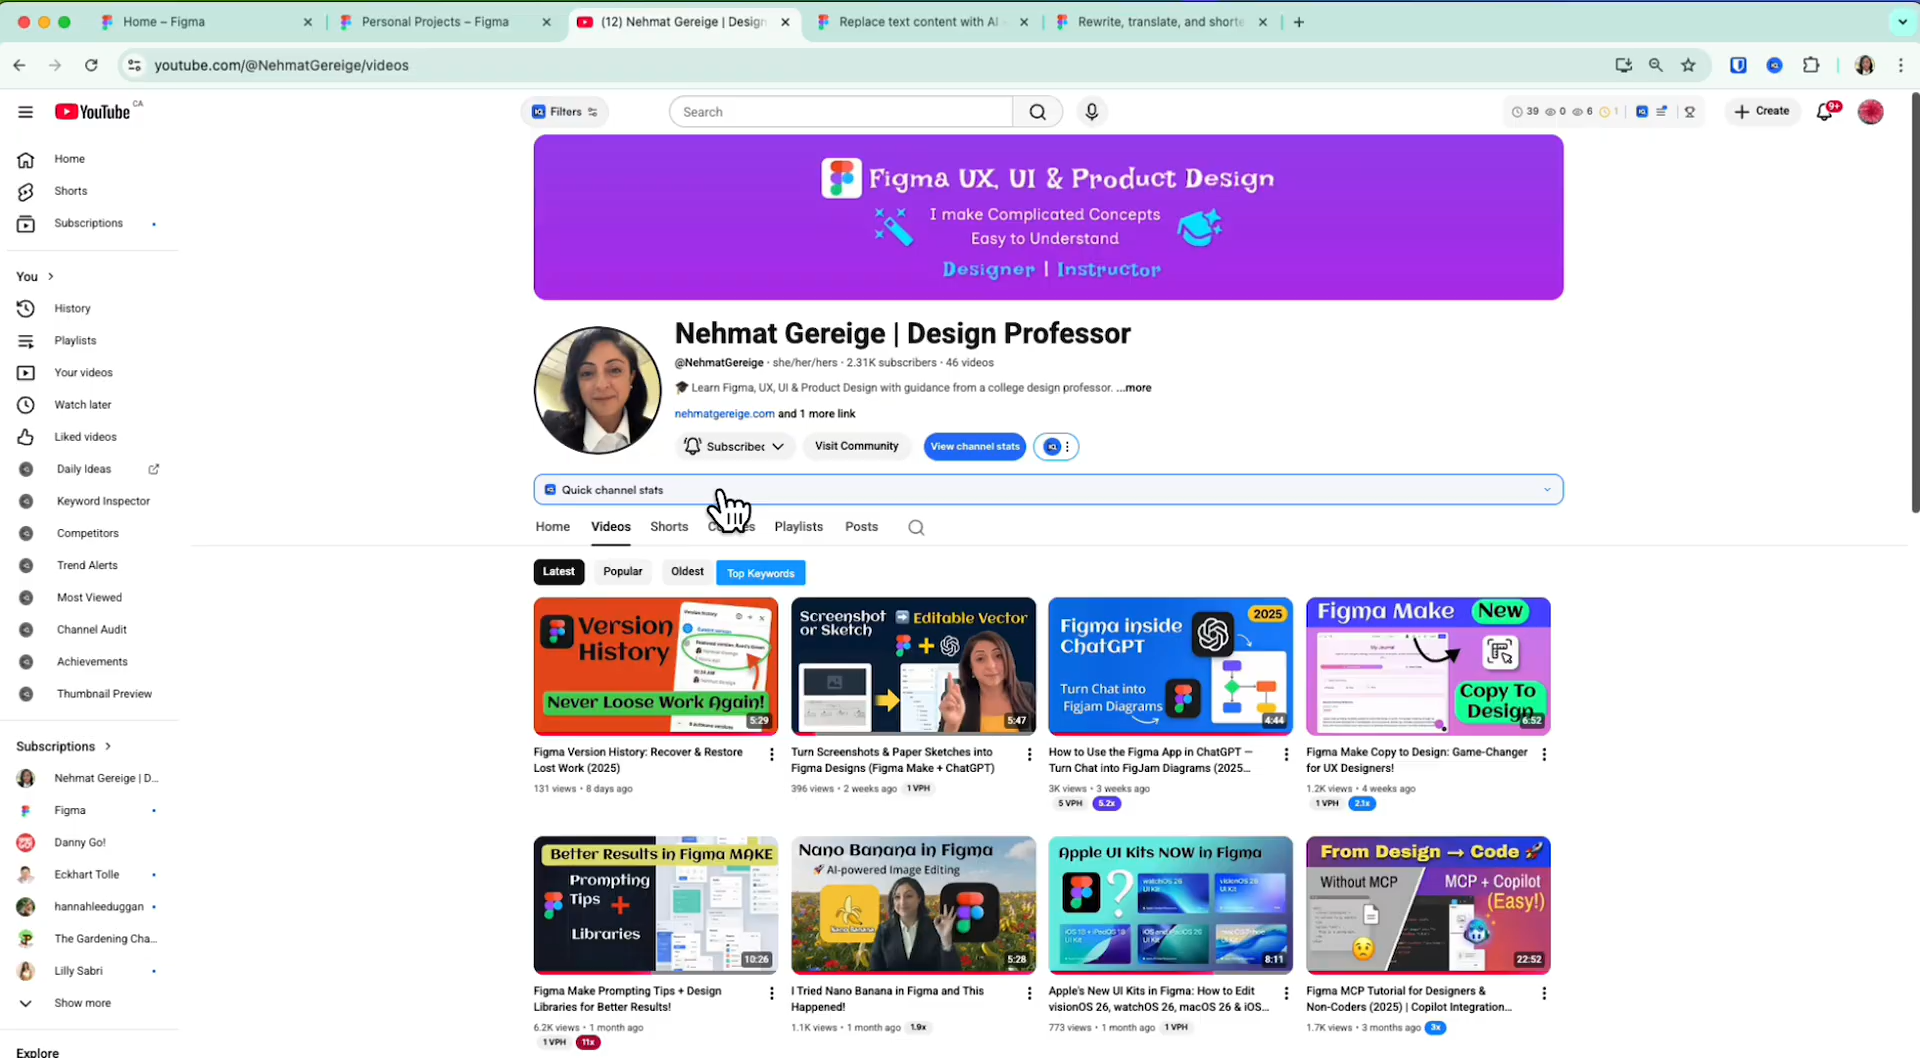 Home – Figma
Personal Projects – Figma
(12) Nehmat Gereige | Design
Replace text content with AI
Rewrite, translate, and shorte
youtube.com/@NehmatGereige/videos
YouTube CA
Filters
Search
39 0 6 1
Create
9+
Home
Shorts
Subscriptions
You
History
Playlists
Your videos
Watch later
Liked videos
Daily Ideas
Keyword Inspector
Competitors
Trend Alerts
Most Viewed
Channel Audit
Achievements
Thumbnail Preview
Subscriptions
Nehmat Gereige | D...
Figma
Danny Go!
Eckhart Tolle
hannahleeduggan
The Gardening Cha...
Lilly Sabri
Show more
Explore
Figma UX, UI & Product Design
I make Complicated Concepts
Easy to Understand
Designer | Instructor
Nehmat Gereige | Design Professor
@NehmatGereige · she/her/hers · 2.31K subscribers · 46 videos
Learn Figma, UX, UI & Product Design with guidance from a college design professor. ...more
nehmatgereige.com and 1 more link
Subscribed
Visit Community
View channel stats
Quick channel stats
Home
Videos
Shorts
Playlists
Posts
Latest
Popular
Oldest
Top Keywords
Version
History
Never Loose Work Again!
5:29
Figma Version History: Recover & Restore
Lost Work (2025)
131 views • 8 days ago
Screenshot
or Sketch
Editable Vector
5:47
Turn Screenshots & Paper Sketches into
Figma Designs (Figma Make + ChatGPT)
396 views • 2 weeks ago 1 VPH
2025
Figma inside
ChatGPT
Turn Chat into
Figjam Diagrams
4:44
How to Use the Figma App in ChatGPT —
Turn Chat into FigJam Diagrams (2025...
3K views • 3 weeks ago
5 VPH 5.2x
Figma Make New
Copy To
Design
6:52
Figma Make Copy to Design: Game-Changer
for UX Designers!
1.2K views • 4 weeks ago
1 VPH 2.1x
Better Results in Figma MAKE
Prompting
Tips +
Libraries
10:26
Figma Make Prompting Tips + Design
Libraries for Better Results!
6.2K views • 1 month ago
1 VPH 11x
Nano Banana in Figma
AI-powered Image Editing
Nano Banana
5:28
I Tried Nano Banana in Figma and This
Happened!
1.1K views • 1 month ago 1.9x
Apple UI Kits NOW in Figma
8:11
Apple's New UI Kits in Figma: How to Edit
visionOS 26, watchOS 26, macOS 26 & iOS...
773 views • 1 month ago 1 VPH
From Design → Code
Without MCP
MCP + Copilot
(Easy!)
22:52
Figma MCP Tutorial for Designers &
Non-Coders (2025) | Copilot Integration...
1.7K views • 3 months ago 3x